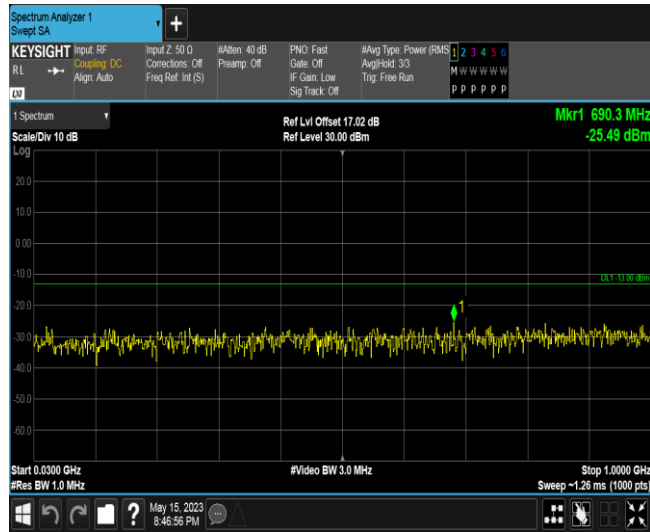 Spectrum Analyzer 1
Swept SA
KEYSIGHT
RL
LXI
Input: RF
Coupling: DC
Align: Auto
Input Z: 50 Ω
Corrections: Off
Freq Ref: Int (S)
#Atten: 40 dB
Preamp: Off
PNO: Fast
Gate: Off
IF Gain: Low
Sig Track: Off
#Avg Type: Power (RMS
Avg|Hold: 3/3
Trig: Free Run
1 2 3 4 5 6
M W W W W W
P P P P P P
1 Spectrum
Scale/Div 10 dB
Ref Lvl Offset 17.02 dB
Ref Level 30.00 dBm
Mkr1 690.3 MHz
-25.49 dBm
Log
20.0
10.0
0.00
-10.0
DL1 -13.00 dBm
-20.0
1
-30.0
-40.0
-50.0
-60.0
Start 0.0300 GHz
#Video BW 3.0 MHz
Stop 1.0000 GHz
#Res BW 1.0 MHz
Sweep ~1.26 ms (1000 pts)
?
May 15, 2023
8:46:56 PM